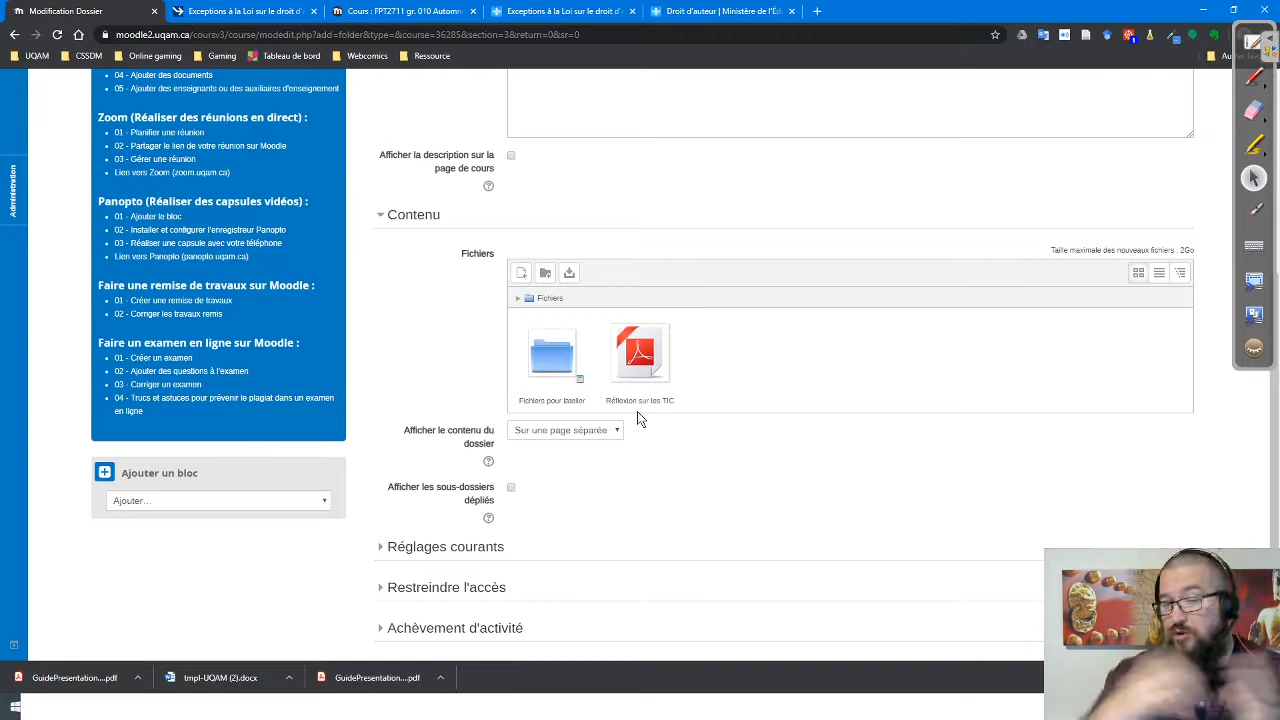 Modification Dossier
Exceptions à la Loi sur le droit d'
Cours : FPT2711 gr. 010 Automn
Exceptions à la Loi sur le droit d'a
Droit d'auteur | Ministère de l'Éd
moodle2.uqam.ca/coursv3/course/modedit.php?add=folder&type=&course=36285&section=3&return=0&sr=0
UQAM
CSSDM
Online gaming
Gaming
Tableau de bord
Webcomics
Ressource
Autres favo
04 - Ajouter des documents
05 - Ajouter des enseignants ou des auxiliaires d'enseignement
Zoom (Réaliser des réunions en direct) :
01 - Planifier une réunion
02 - Partager le lien de votre réunion sur Moodle
03 - Gérer une réunion
Lien vers Zoom (zoom.uqam.ca)
Panopto (Réaliser des capsules vidéos) :
01 - Ajouter le bloc
02 - Installer et configurer l'enregistreur Panopto
03 - Réaliser une capsule avec votre téléphone
Lien vers Panopto (panopto uqam.ca)
Faire une remise de travaux sur Moodle :
01 - Créer une remise de travaux
02 - Corriger les travaux remis
Faire un examen en ligne sur Moodle :
01 - Créer un examen
02 - Ajouter des questions à l'examen
03 - Corriger un examen
04 - Trucs et astuces pour prévenir le plagiat dans un examen
en ligne
Ajouter un bloc
Ajouter...
Administration
Afficher la description sur la
page de cours
Contenu
Fichiers
Taille maximale des nouveaux fichiers : 2Go
Fichiers
Fichiers pour latelier
Réflexion sur les TIC
Afficher le contenu du
dossier
Sur une page séparée
Afficher les sous-dossiers
dépliés
Réglages courants
Restreindre l'accès
Achèvement d'activité
GuidePresentation....pdf
tmpl-UQAM (2).docx
GuidePresentation....pdf